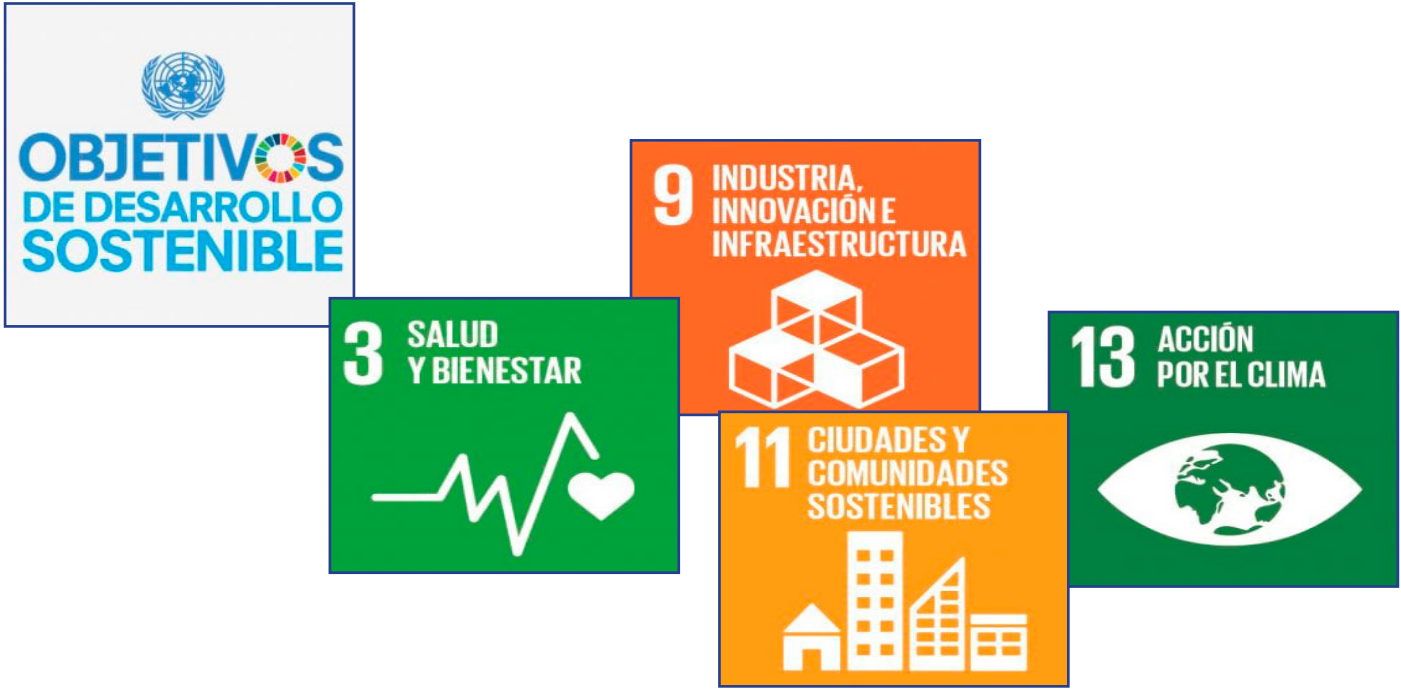 OBJETIVOS
DE DESARROLLO
SOSTENIBLE
3 SALUD
Y BIENESTAR
9 INDUSTRIA,
INNOVACIÓN E
INFRAESTRUCTURA
11 CIUDADES Y
COMUNIDADES
SOSTENIBLES
13 ACCIÓN
POR EL CLIMA